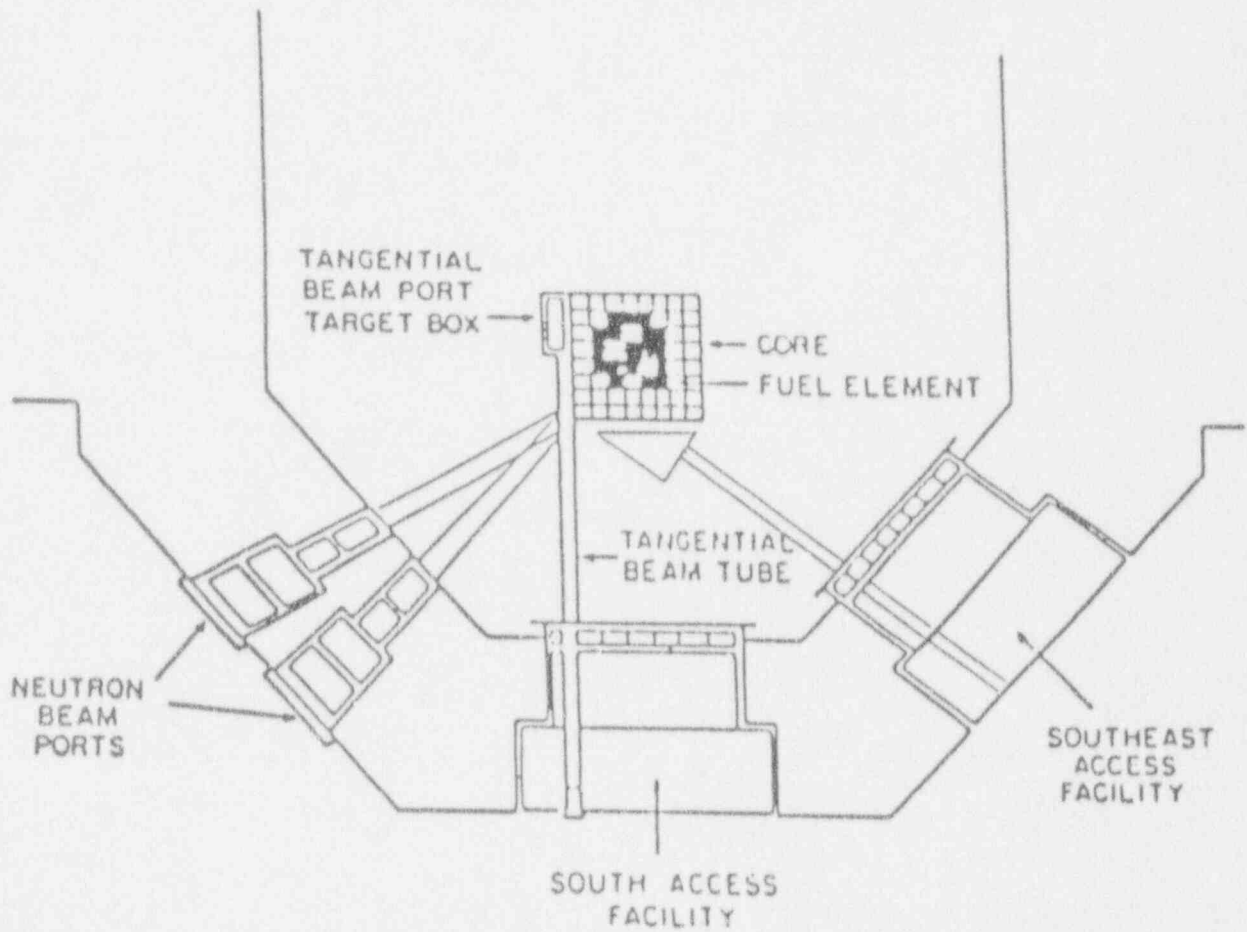 TANGENTIAL
BEAM PORT
TARGET BOX
CORE
FUEL ELEMENT
TANGENTIAL
BEAM TUBE
NEUTRON
BEAM
PORTS
SOUTHEAST
ACCESS
FACILITY
SOUTH ACCESS
FACILITY